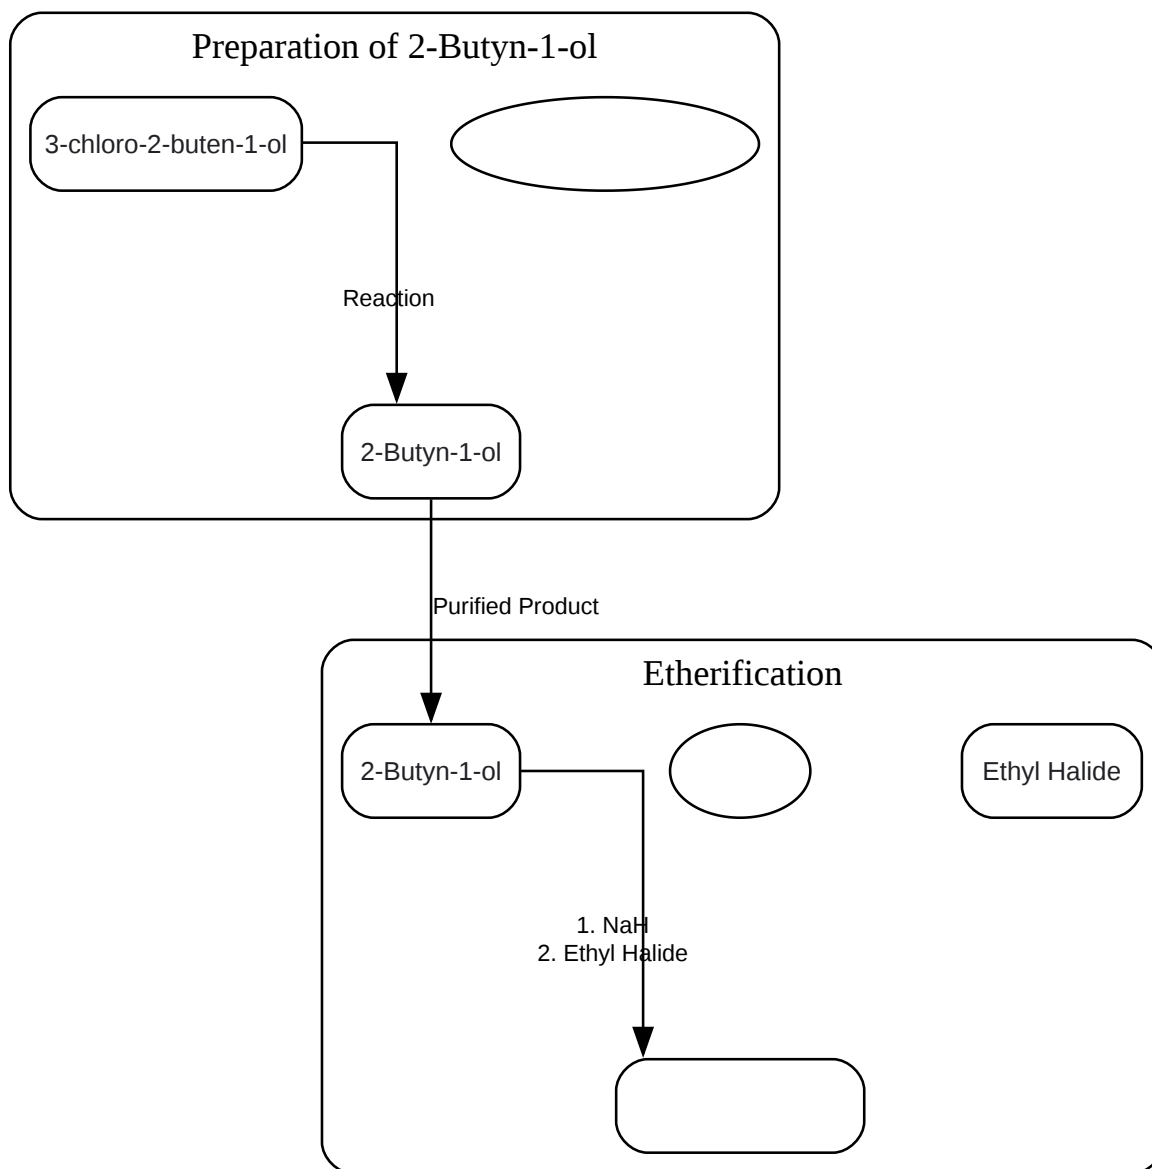 Preparation of 2-Butyn-1-ol
3-chloro-2-buten-1-ol
Reaction
2-Butyn-1-ol
Purified Product
Etherification
2-Butyn-1-ol
Ethyl Halide
1. NaH
2. Ethyl Halide